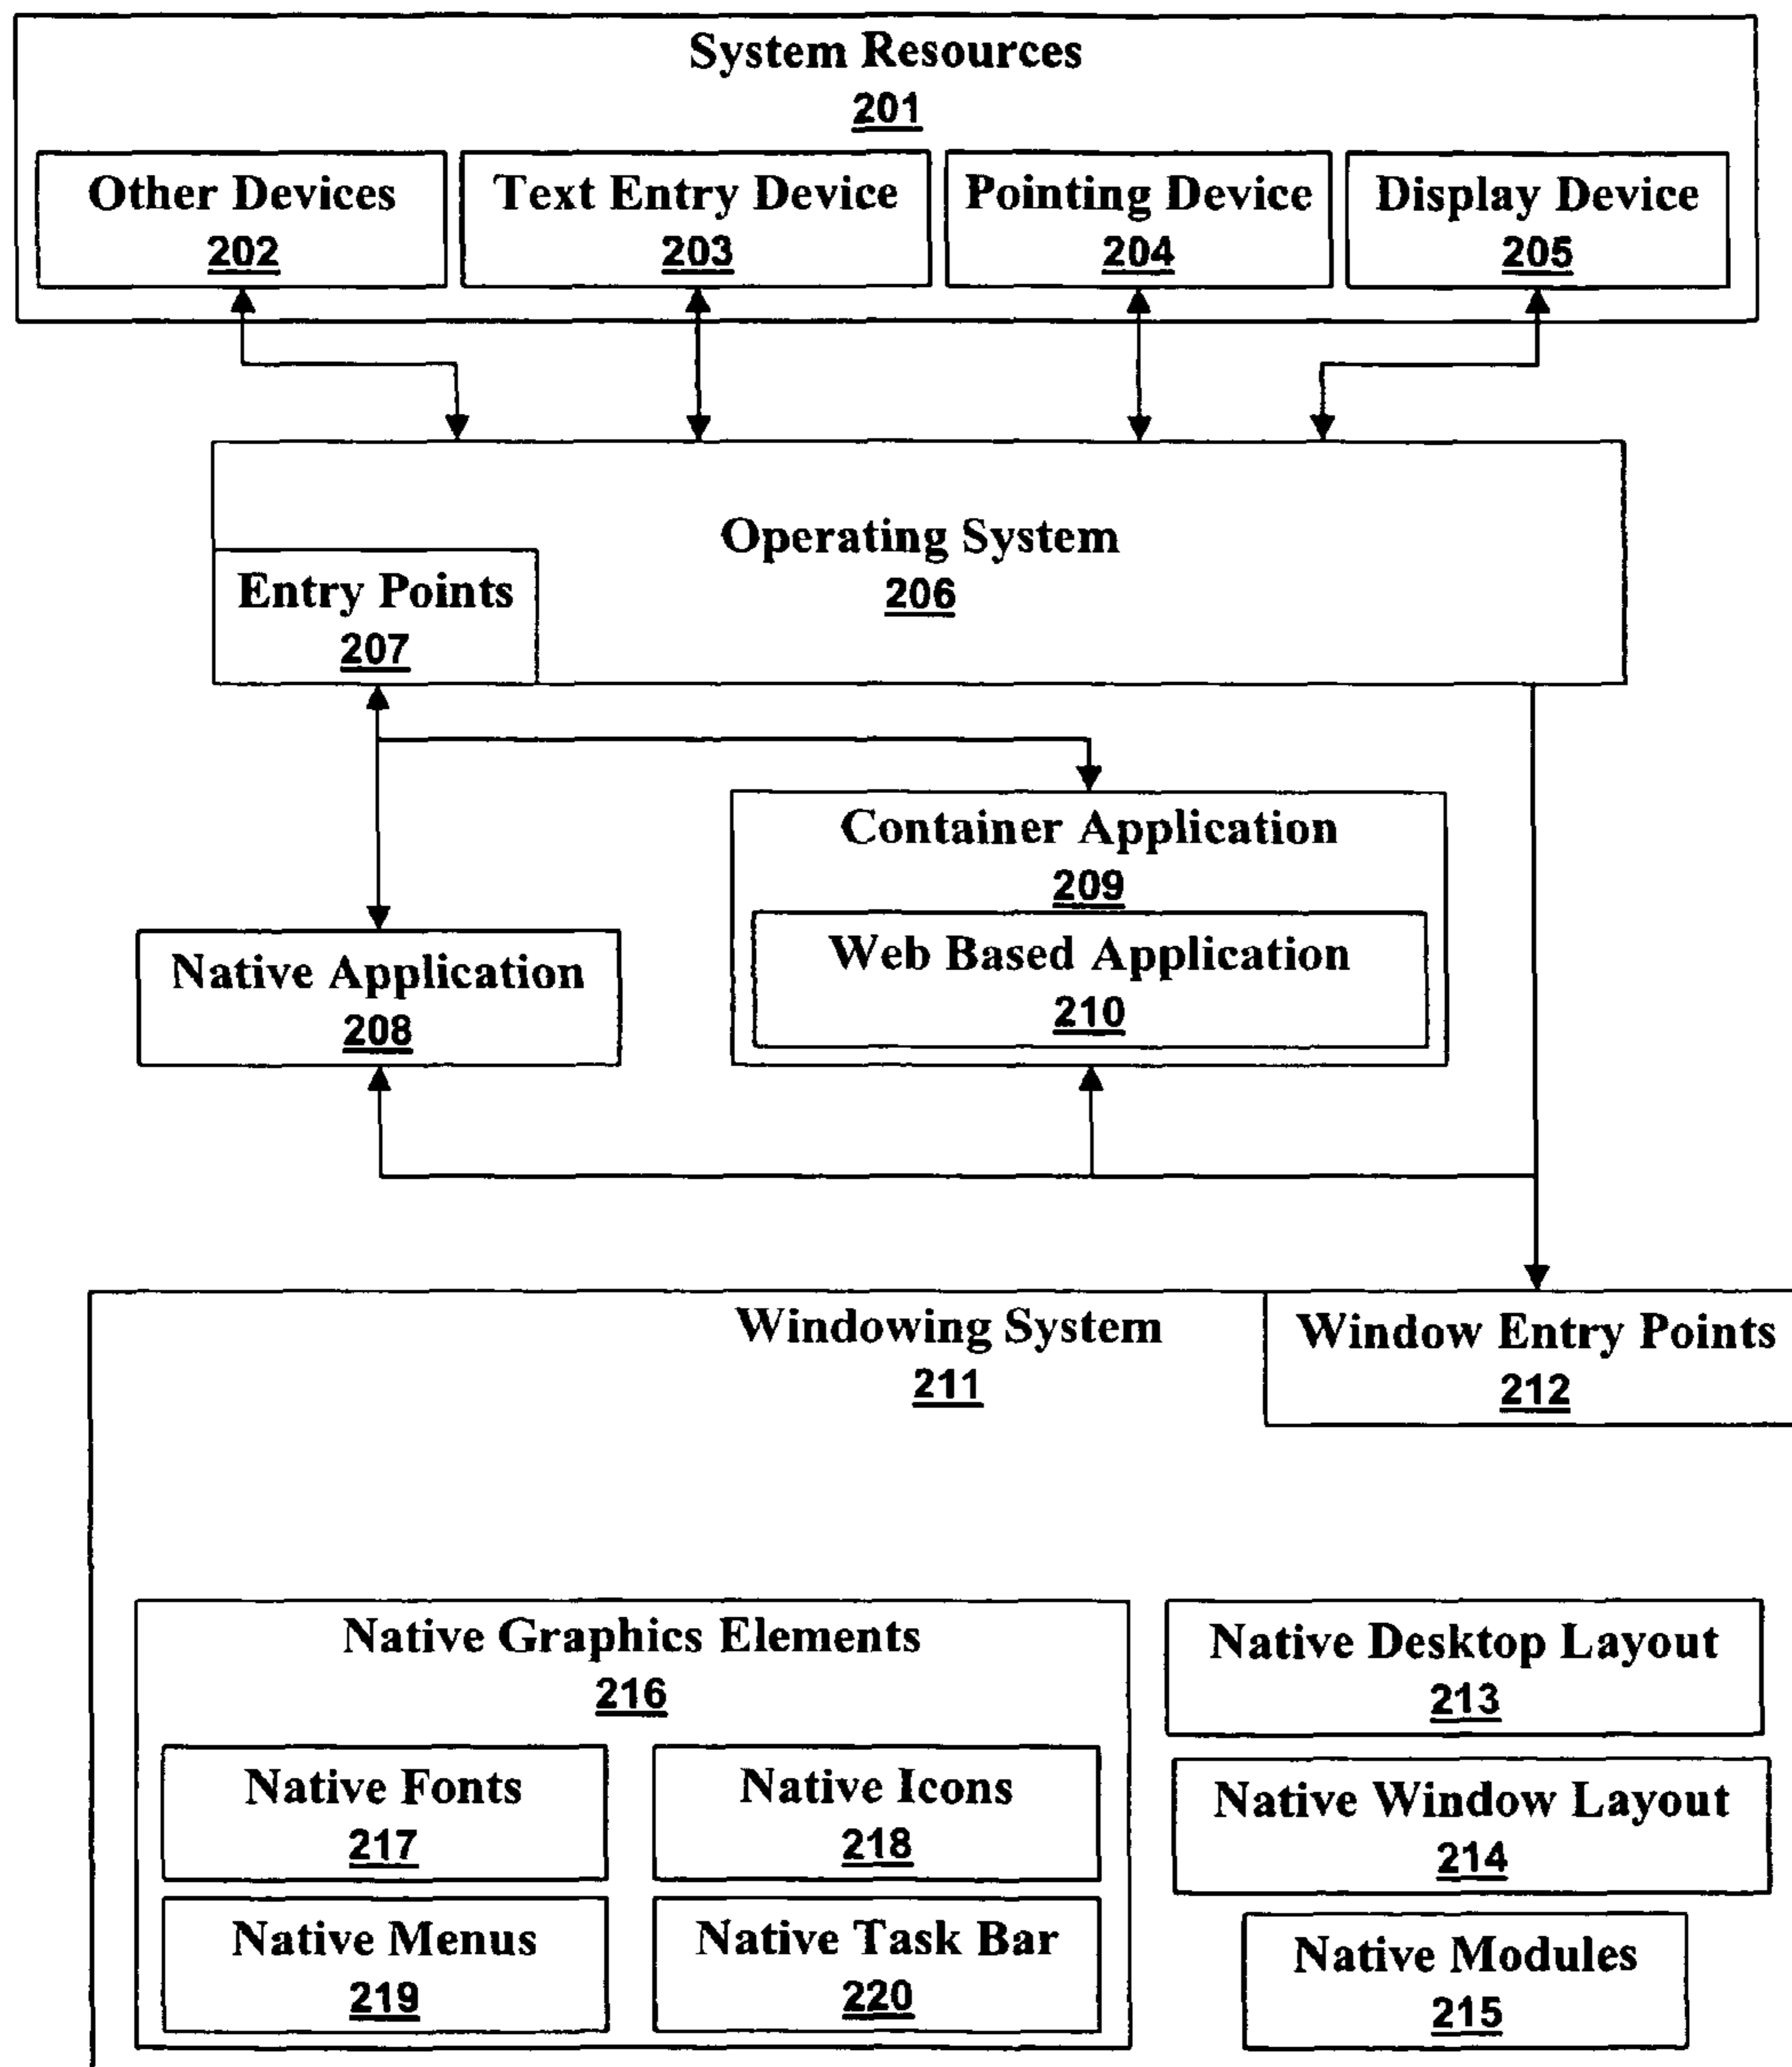 System Resources
201
Other Devices
202
Text Entry Device
203
Pointing Device
204
Display Device
205
Operating System
206
Entry Points
207
Container Application
209
Web Based Application
210
Native Application
208
Windowing System
211
Window Entry Points
212
Native Graphics Elements
216
Native Fonts
217
Native Icons
218
Native Menus
219
Native Task Bar
220
Native Desktop Layout
213
Native Window Layout
214
Native Modules
215